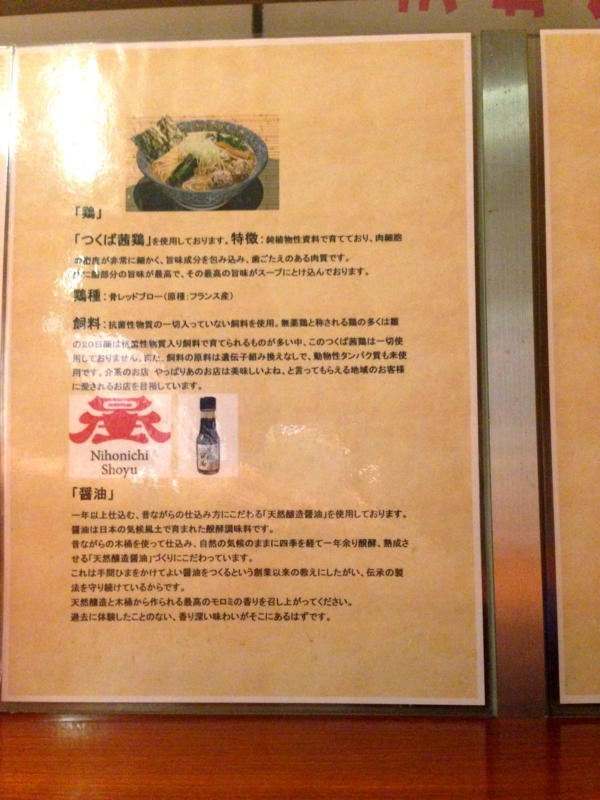 「鶏」
「つくば茜鶏」を使用しております。特徴：純植物性資料で育てており、肉細胞
肉が非常に細かく、旨味成分を包み込み、歯ごたえのある肉質です。
脂部分の旨味が最高で、その最高の旨味がスープにとけ込んでおります。
鶏種：骨レッドブロー（原種：フランス産）
飼料：抗菌性物質の一切入っていない飼料を使用。無薬鶏と称される鶏の多くは雛
の20日齢は抗菌性物質入り飼料で育てられるものが多い中、このつくば茜鶏は一切使
用しておりません。また、飼料の原料は遺伝子組み換えなしで、動物性タンパク質も未使
用です。介系のお店 やっぱりあのお店は美味しいよね、と言ってもらえる地域のお客様
に愛されるお店を目指しています。
Nihonichi
Shoyu
「醤油」
一年以上仕込む、昔ながらの仕込み方にこだわる「天然醸造醤油」を使用しております。
醤油は日本の気候風土で育まれた醗酵調味料です。
昔ながらの木桶を使って仕込み、自然の気候のままに四季を経て一年余り醗酵、熟成さ
せる「天然醸造醤油」づくりにこだわっています。
これは手間ひまをかけてよい醤油をつくるという創業以来の教えにしたがい、伝承の製
法を守り続けているからです。
天然醸造と木桶から作られる最高のモロミの香りを召し上がってください。
過去に体験したことのない、香り深い味わいがそこにあるはずです。